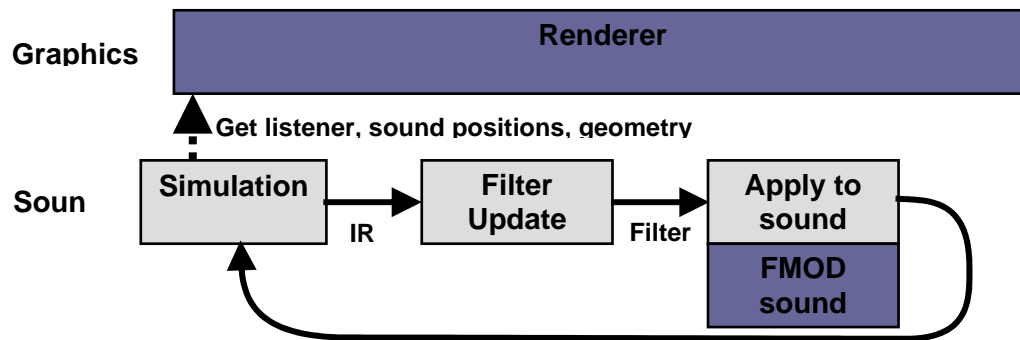 Renderer
Graphics
Get listener, sound positions, geometry
Simulation
Filter
Update
Apply to
sound
Soun
IR
Filter
FMOD
sound